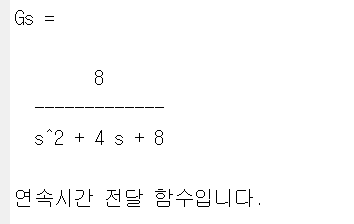 Gs =
8
-------------
s^2 + 4 s + 8
연속시간 전달 함수입니다.